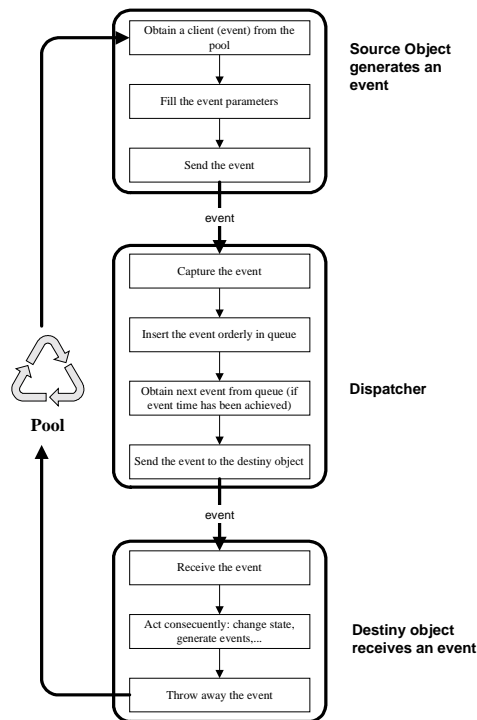 Obtain a client (event) from the
pool
Source Object
generates an
event
Fill the event parameters
Send the event
event
Capture the event
Insert the event orderly in queue
Obtain next event from queue (if
event time has been achieved)
Dispatcher
Pool
Send the event to the destiny object
event
Receive the event
Act consecuently: change state,
generate events,...
Destiny object
receives an event
Throw away the event